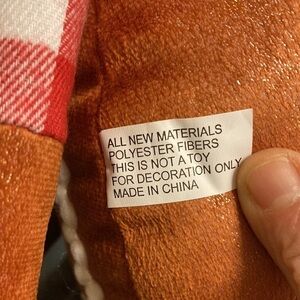 ALL NEW MATERIALS
POLYESTER FIBERS
THIS IS NOT A TOY
FOR DECORATION ONLY
MADE IN CHINA